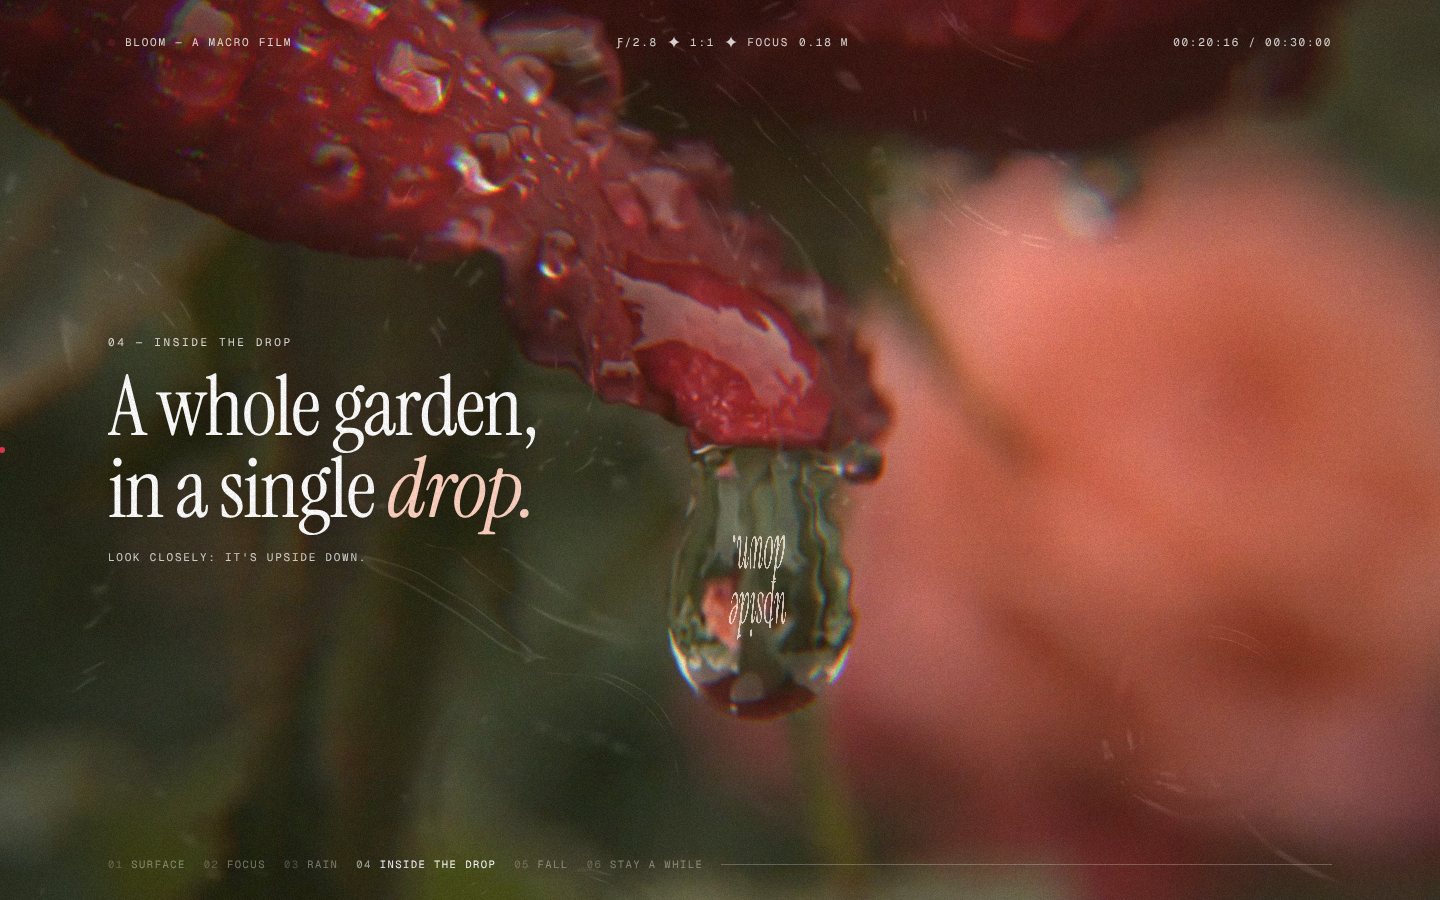 BLOOM — A MACRO FILM
ƒ/2.8 ✦ 1:1 ✦ FOCUS 0.18 M
00:20:16 / 00:30:00
04 — INSIDE THE DROP
A whole garden,
in a single drop.
LOOK CLOSELY: IT'S UPSIDE DOWN.
upside
down.
01 SURFACE 02 FOCUS 03 RAIN 04 INSIDE THE DROP 05 FALL 06 STAY A WHILE